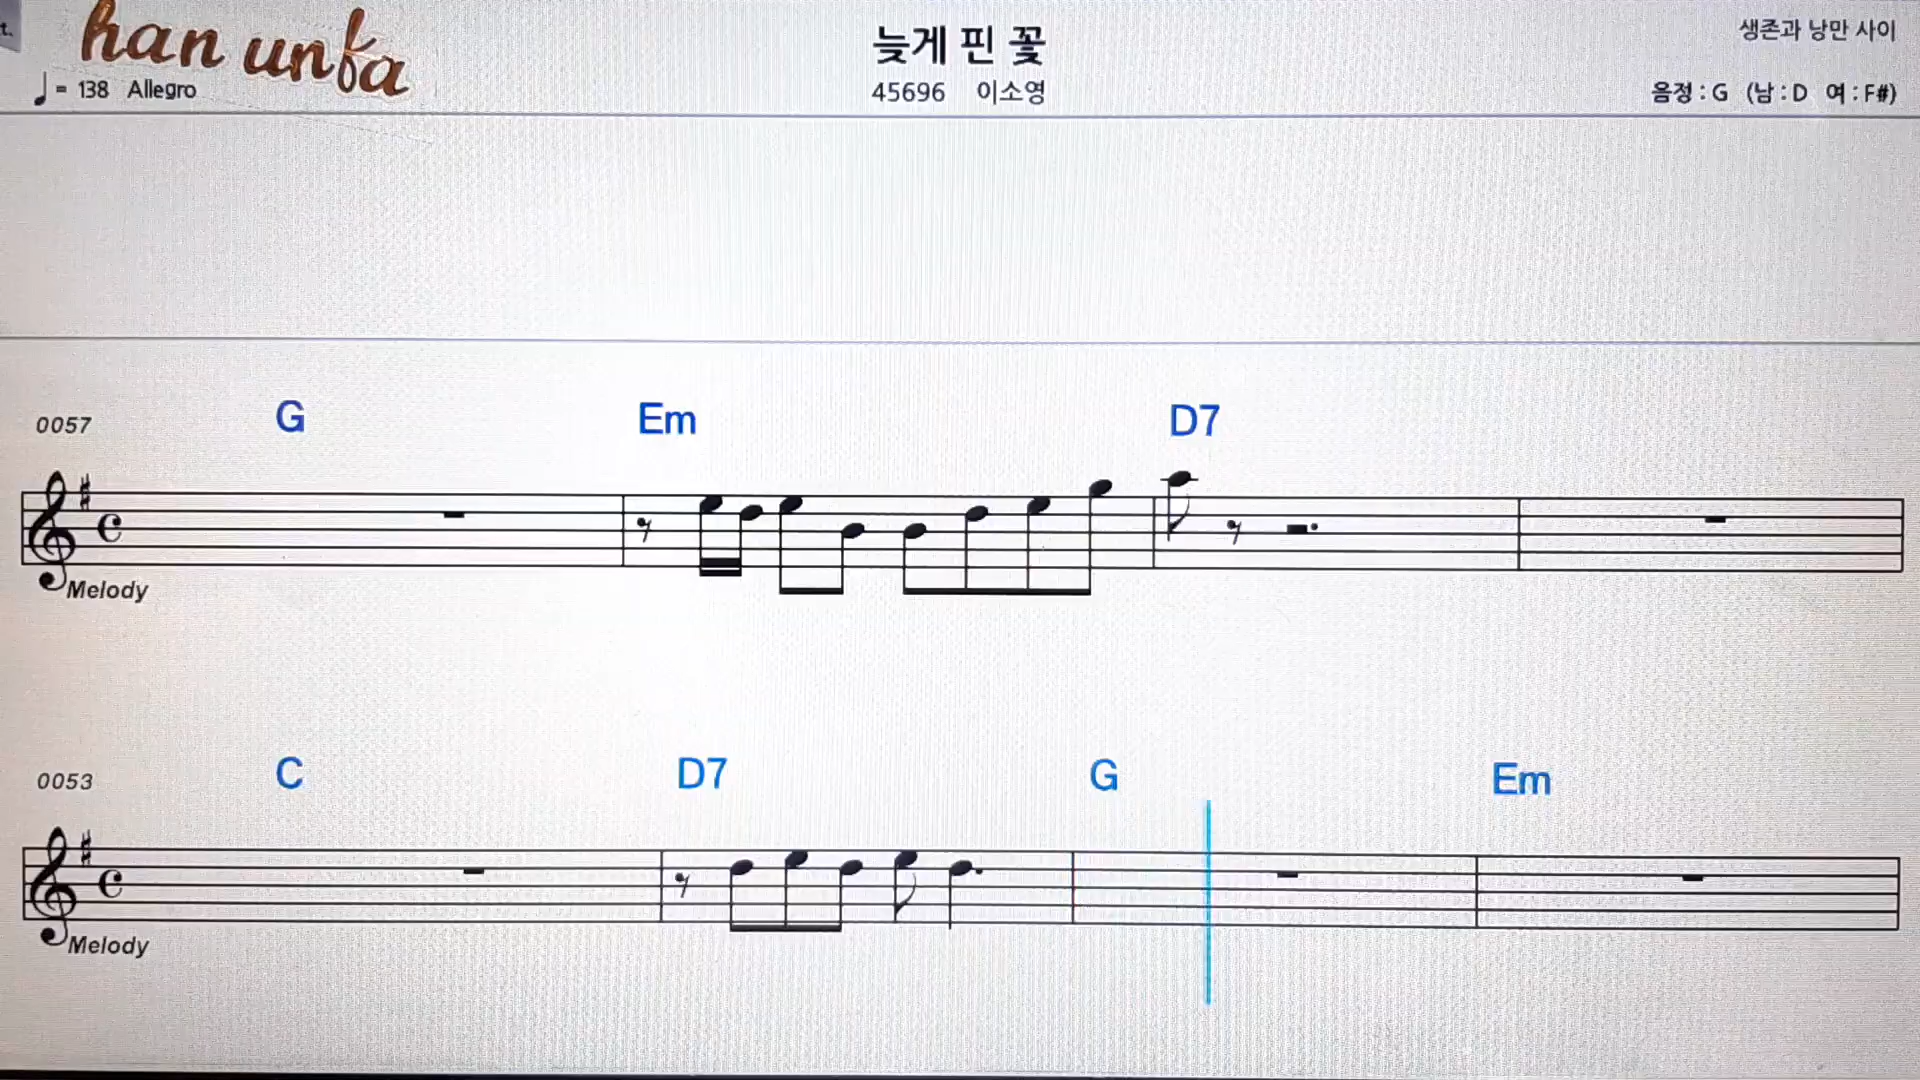 t.
han unfa
늦게 핀 꽃
생존과 낭만 사이
♩= 138 Allegro
45696 이소영
음정 : G (남 : D 여 : F#)
0057 G Em D7
Melody
0053 C D7 G Em
Melody